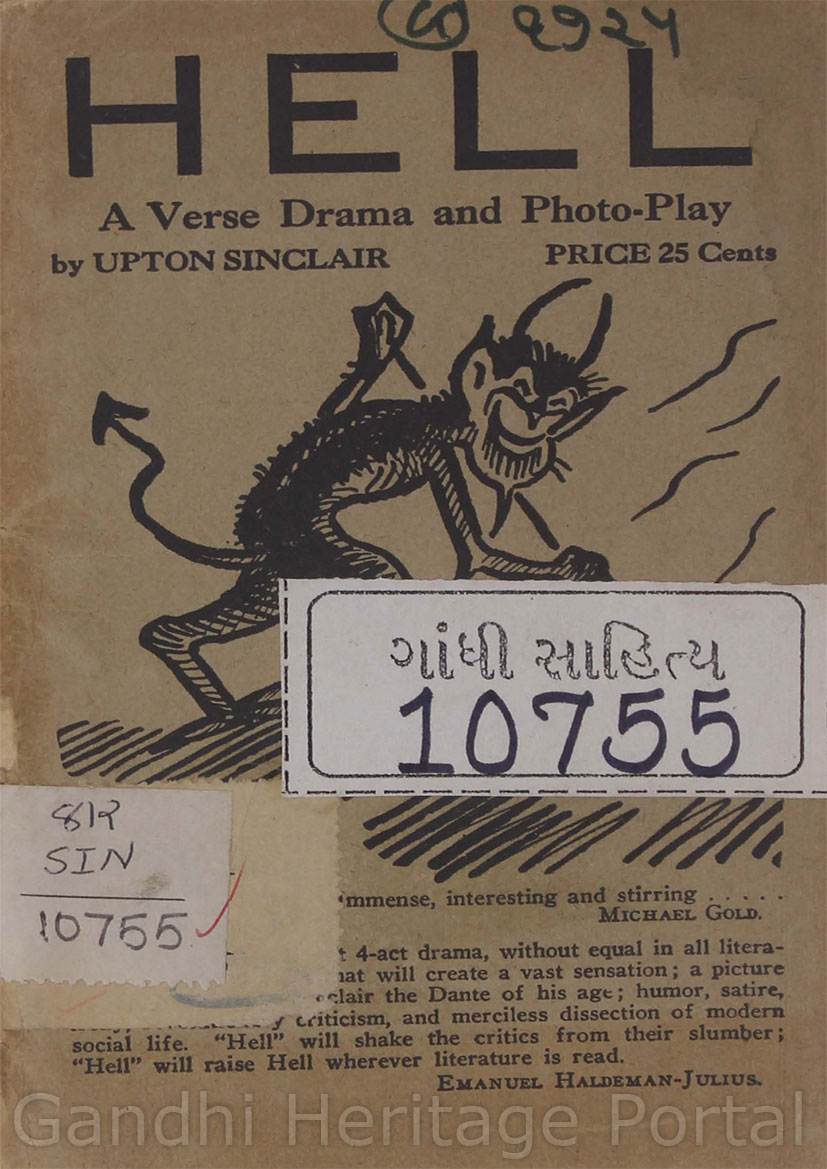 ૧૧૨૫
HELL
A Verse Drama and Photo-Play
by UPTON SINCLAIR PRICE 25 Cents
ગાંધી સાહિત્ય
10755
SIN
10755
mmense, interesting and stirring . . . . .
MICHAEL GOLD.
4-act drama, without equal in all litera-
will create a vast sensation; a picture
clair the Dante of his age; humor, satire,
criticism, and merciless dissection of modern
social life. "Hell" will shake the critics from their slumber;
"Hell" will raise Hell wherever literature is read.
EMANUEL HALDEMAN-JULIUS.
Gandhi Heritage Portal